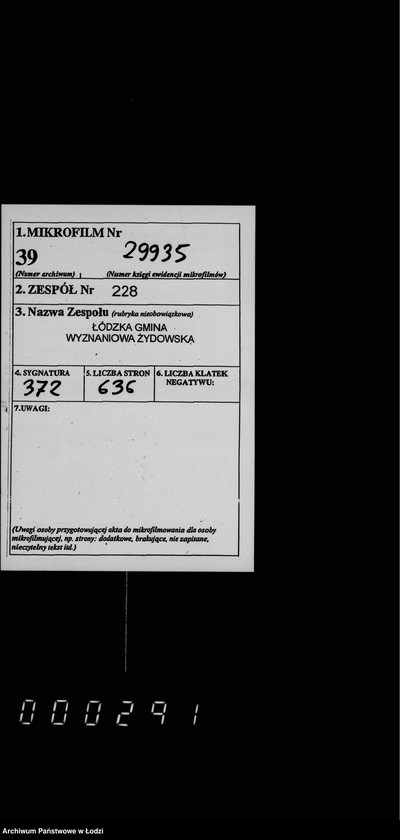 1.MIKROFILM Nr
39 29935
(Numer archiwum) (Numer księgi ewidencji mikrofilmów)
2. ZESPÓŁ Nr 228
3. Nazwa Zespołu (rubryka nieobowiązkowa)
ŁÓDZKA GMINA
WYZNANIOWA ŻYDOWSKA
4. SYGNATURA 5. LICZBA STRON 6. LICZBA KLATEK
NEGATYWU:
372 636
7.UWAGI:
(Uwagi osoby przygotowującej akta do mikrofilmowania dla osoby
mikrofilmującej, np. strony: dodatkowe, brakujące, nie zapisane,
nieczytelny tekst itd.)
000291
Archiwum Państwowe w Łodzi